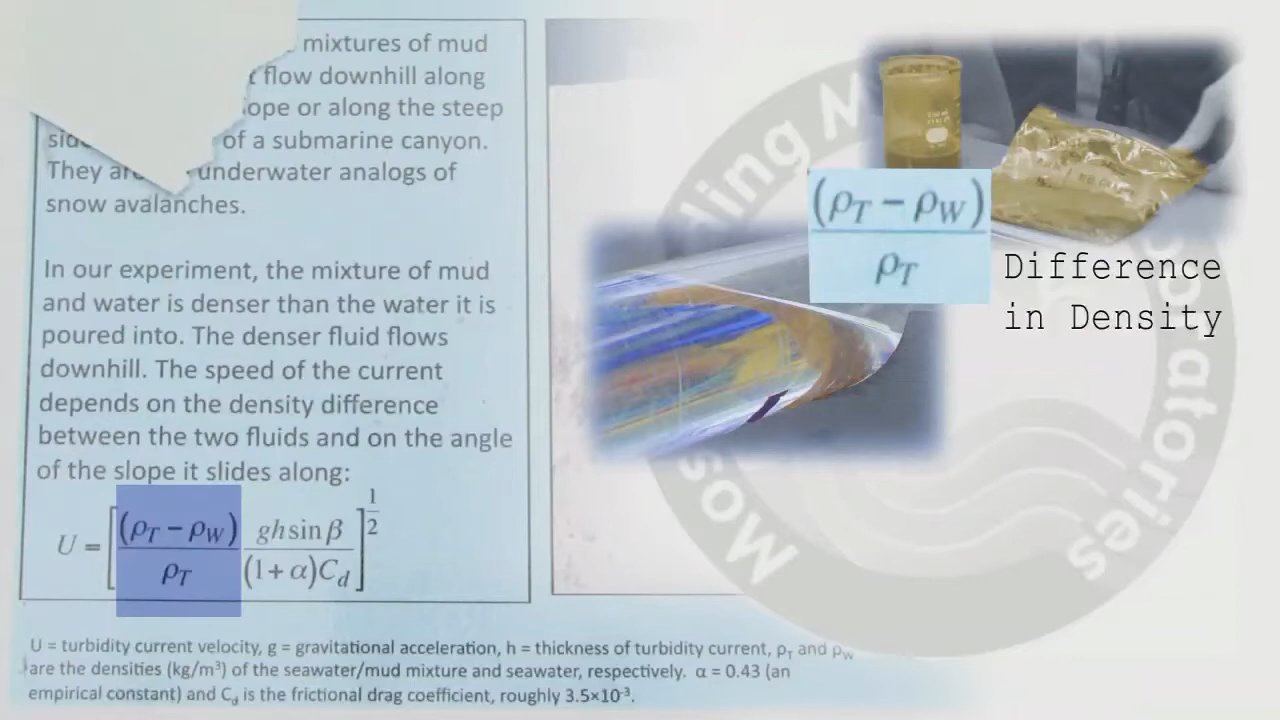 mixtures of mud
flow downhill along
ope or along the steep
of a submarine canyon.
They are underwater analogs of
snow avalanches.
In our experiment, the mixture of mud
and water is denser than the water it is
poured into. The denser fluid flows
downhill. The speed of the current
depends on the density difference
between the two fluids and on the angle
of the slope it slides along:
U = [ (ρT − ρW) / ρT · gh sin β / (1 + α)Cd ]^1/2
U = turbidity current velocity, g = gravitational acceleration, h = thickness of turbidity current, ρT and ρW
are the densities (kg/m³) of the seawater/mud mixture and seawater, respectively. α = 0.43 (an
empirical constant) and Cd is the frictional drag coefficient, roughly 3.5×10⁻³.
(ρT − ρW) / ρT
Difference
in Density
Mos
ding M
oratories